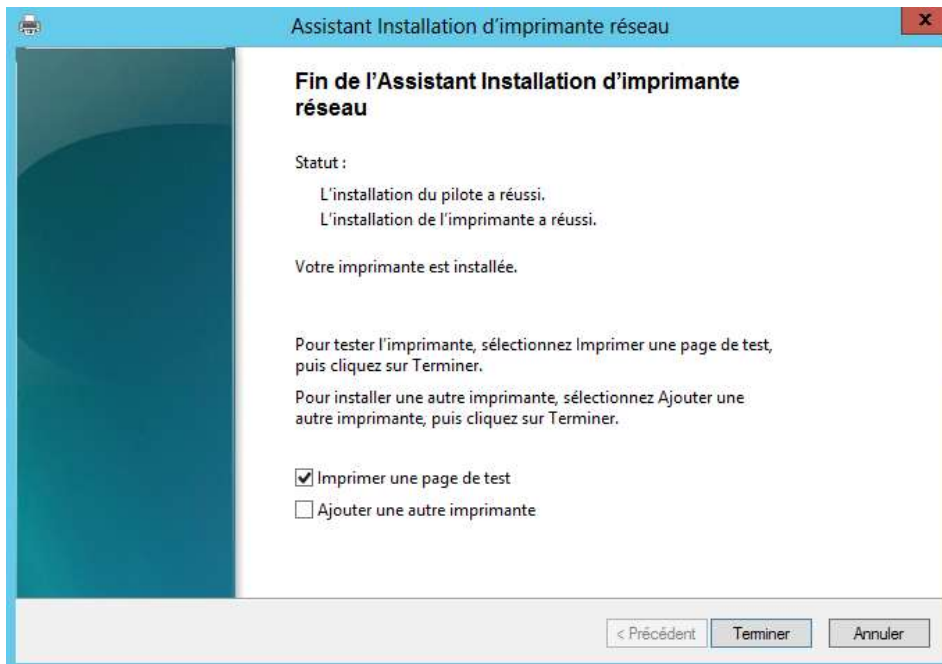 Assistant Installation d’imprimante réseau
x
Fin de l’Assistant Installation d’imprimante
réseau
Statut :
L’installation du pilote a réussi.
L’installation de l’imprimante a réussi.
Votre imprimante est installée.
Pour tester l’imprimante, sélectionnez Imprimer une page de test,
puis cliquez sur Terminer.
Pour installer une autre imprimante, sélectionnez Ajouter une
autre imprimante, puis cliquez sur Terminer.
Imprimer une page de test
Ajouter une autre imprimante
< Précédent Terminer Annuler